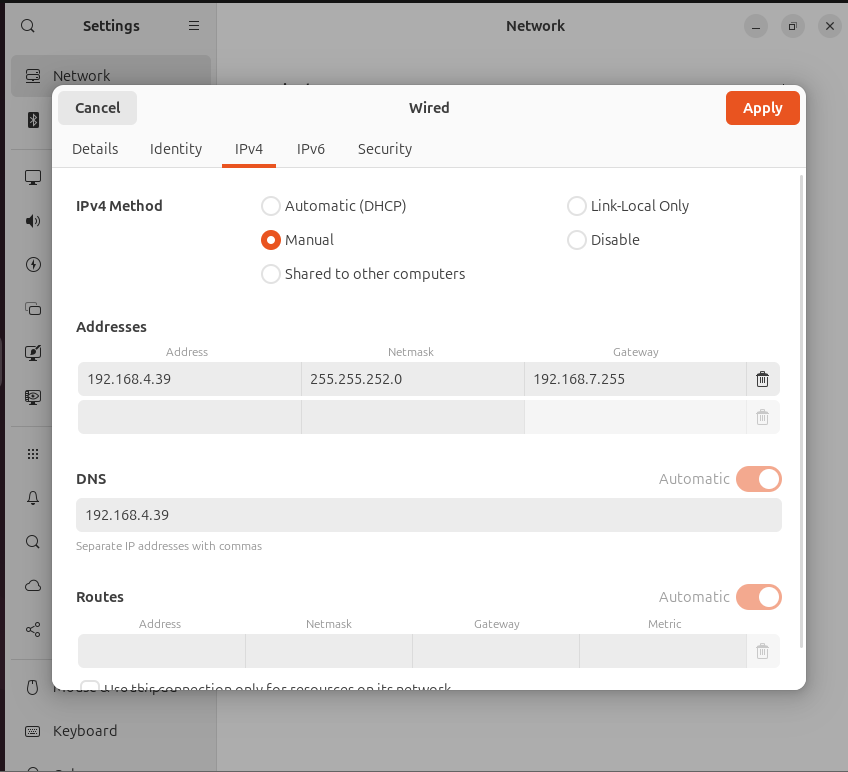 Settings
Network
Network
Cancel
Wired
Apply
Details
Identity
IPv4
IPv6
Security
IPv4 Method
Automatic (DHCP)
Link-Local Only
Manual
Disable
Shared to other computers
Addresses
Address
Netmask
Gateway
192.168.4.39
255.255.252.0
192.168.7.255
DNS
Automatic
192.168.4.39
Separate IP addresses with commas
Routes
Automatic
Address
Netmask
Gateway
Metric
Use this connection only for resources on its network
Keyboard